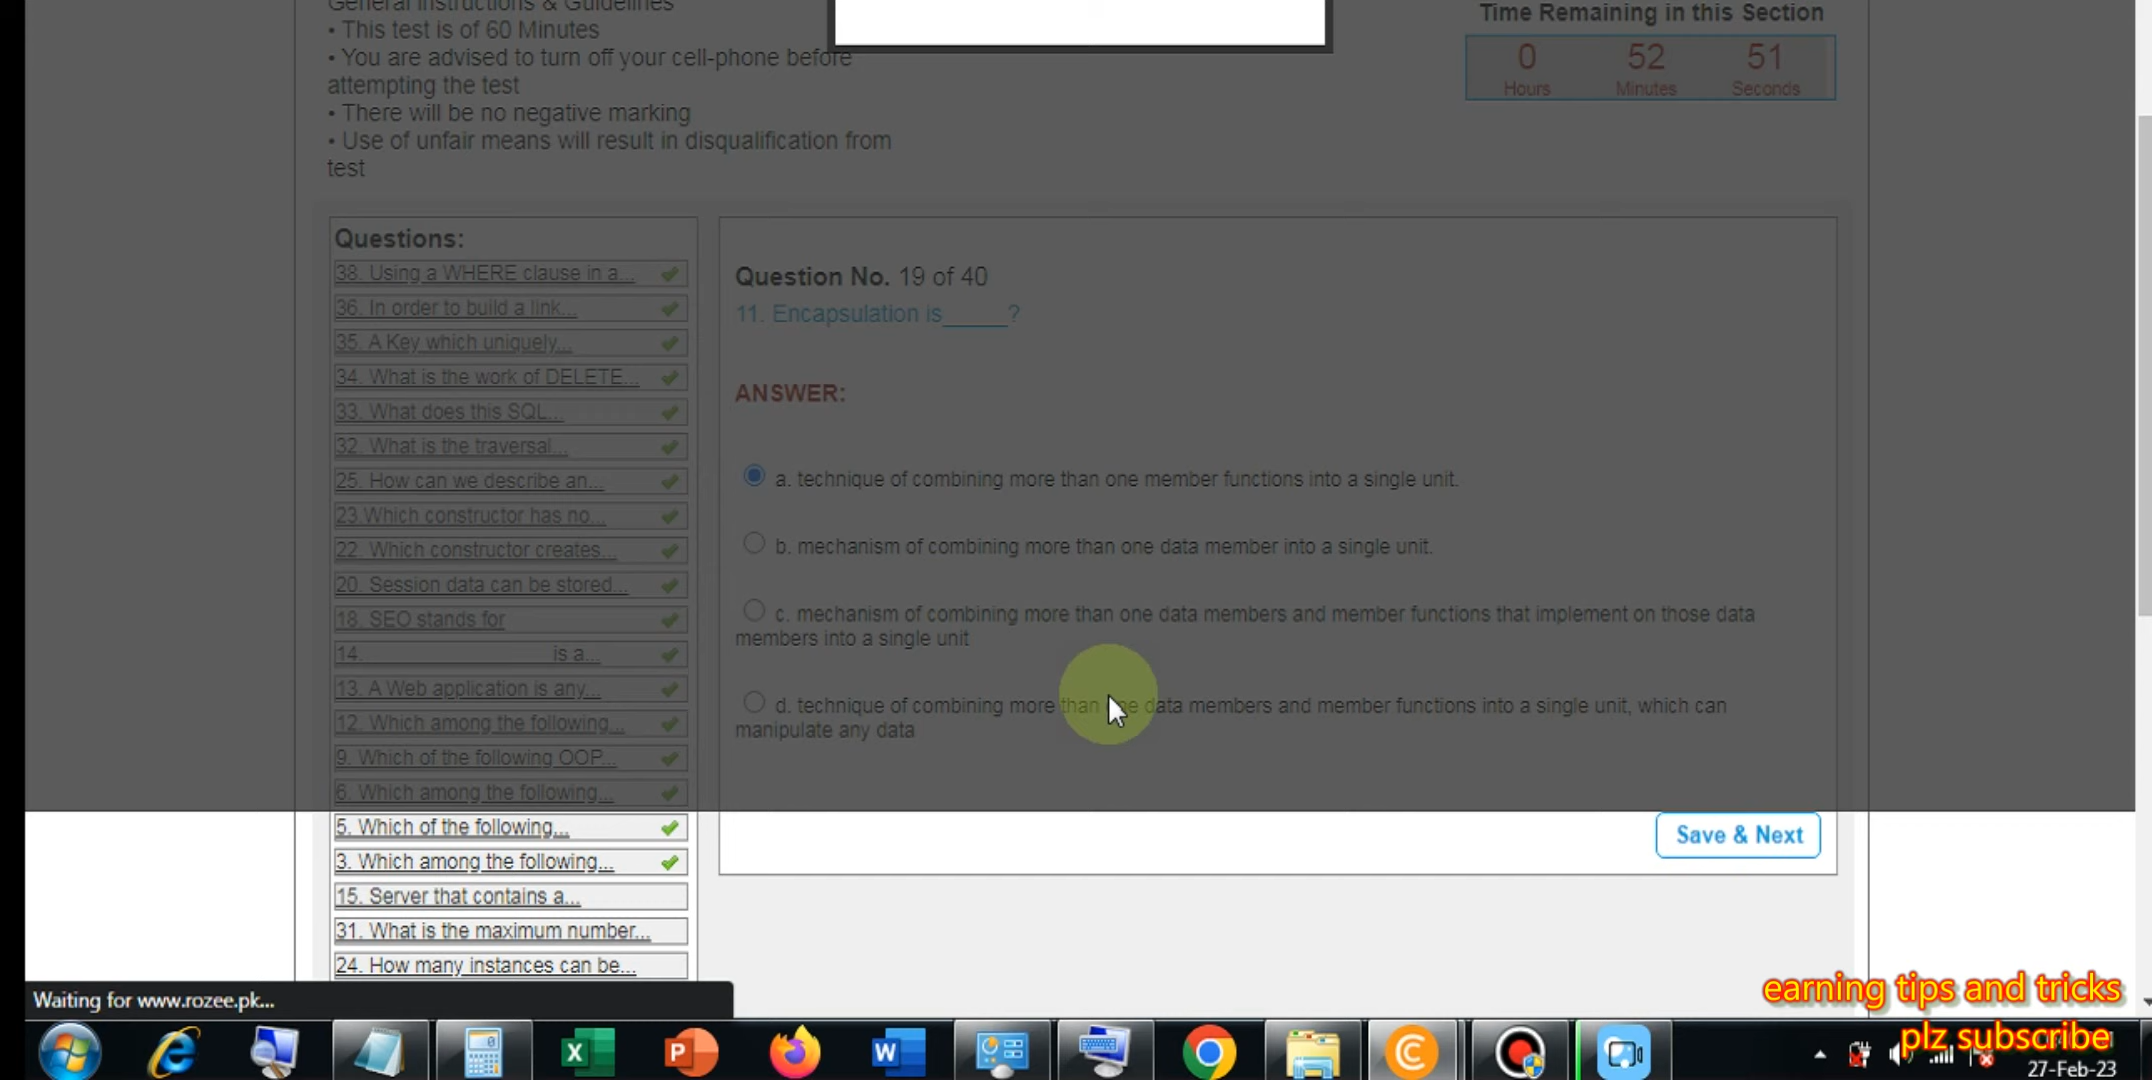 General Instructions & Guidelines
• This test is of 60 Minutes
• You are advised to turn off your cell-phone before
attempting the test
• There will be no negative marking
• Use of unfair means will result in disqualification from
test
Time Remaining in this Section
0 52 51
Hours Minutes Seconds
Questions:
38. Using a WHERE clause in a...
36. In order to build a link...
35. A Key which uniquely...
34. What is the work of DELETE...
33. What does this SQL...
32. What is the traversal...
25. How can we describe an...
23.Which constructor has no...
22. Which constructor creates...
20. Session data can be stored...
18. SEO stands for
14. ______________ is a...
13. A Web application is any...
12. Which among the following...
9. Which of the following OOP...
6. Which among the following...
5. Which of the following...
3. Which among the following...
15. Server that contains a...
31. What is the maximum number...
24. How many instances can be...
Question No. 19 of 40
11. Encapsulation is_____?
ANSWER:
a. technique of combining more than one member functions into a single unit.
b. mechanism of combining more than one data member into a single unit.
c. mechanism of combining more than one data members and member functions that implement on those data
members into a single unit
d. technique of combining more than one data members and member functions into a single unit, which can
manipulate any data
Save & Next
Waiting for www.rozee.pk...
earning tips and tricks
plz subscribe
27-Feb-23